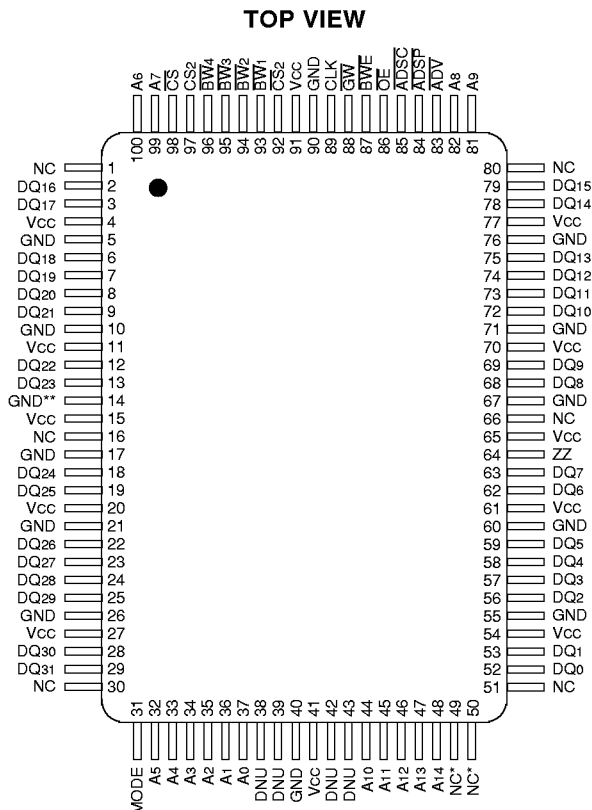 TOP VIEW
A6 A7 CS CS2 BW4 BW3 BW2 BW1 CS2 VCC GND CLK GW BWE OE ADSC ADSP ADV A8 A9
100 99 98 97 96 95 94 93 92 91 90 89 88 87 86 85 84 83 82 81
NC 1 80 NC
DQ16 2 79 DQ15
DQ17 3 78 DQ14
VCC 4 77 VCC
GND 5 76 GND
DQ18 6 75 DQ13
DQ19 7 74 DQ12
DQ20 8 73 DQ11
DQ21 9 72 DQ10
GND 10 71 GND
VCC 11 70 VCC
DQ22 12 69 DQ9
DQ23 13 68 DQ8
GND** 14 67 GND
VCC 15 66 NC
NC 16 65 VCC
GND 17 64 ZZ
DQ24 18 63 DQ7
DQ25 19 62 DQ6
VCC 20 61 VCC
GND 21 60 GND
DQ26 22 59 DQ5
DQ27 23 58 DQ4
DQ28 24 57 DQ3
DQ29 25 56 DQ2
GND 26 55 GND
VCC 27 54 VCC
DQ30 28 53 DQ1
DQ31 29 52 DQ0
NC 30 51 NC
31 32 33 34 35 36 37 38 39 40 41 42 43 44 45 46 47 48 49 50
MODE A5 A4 A3 A2 A1 A0 DNU DNU GND VCC DNU DNU A10 A11 A12 A13 A14 NC* NC*